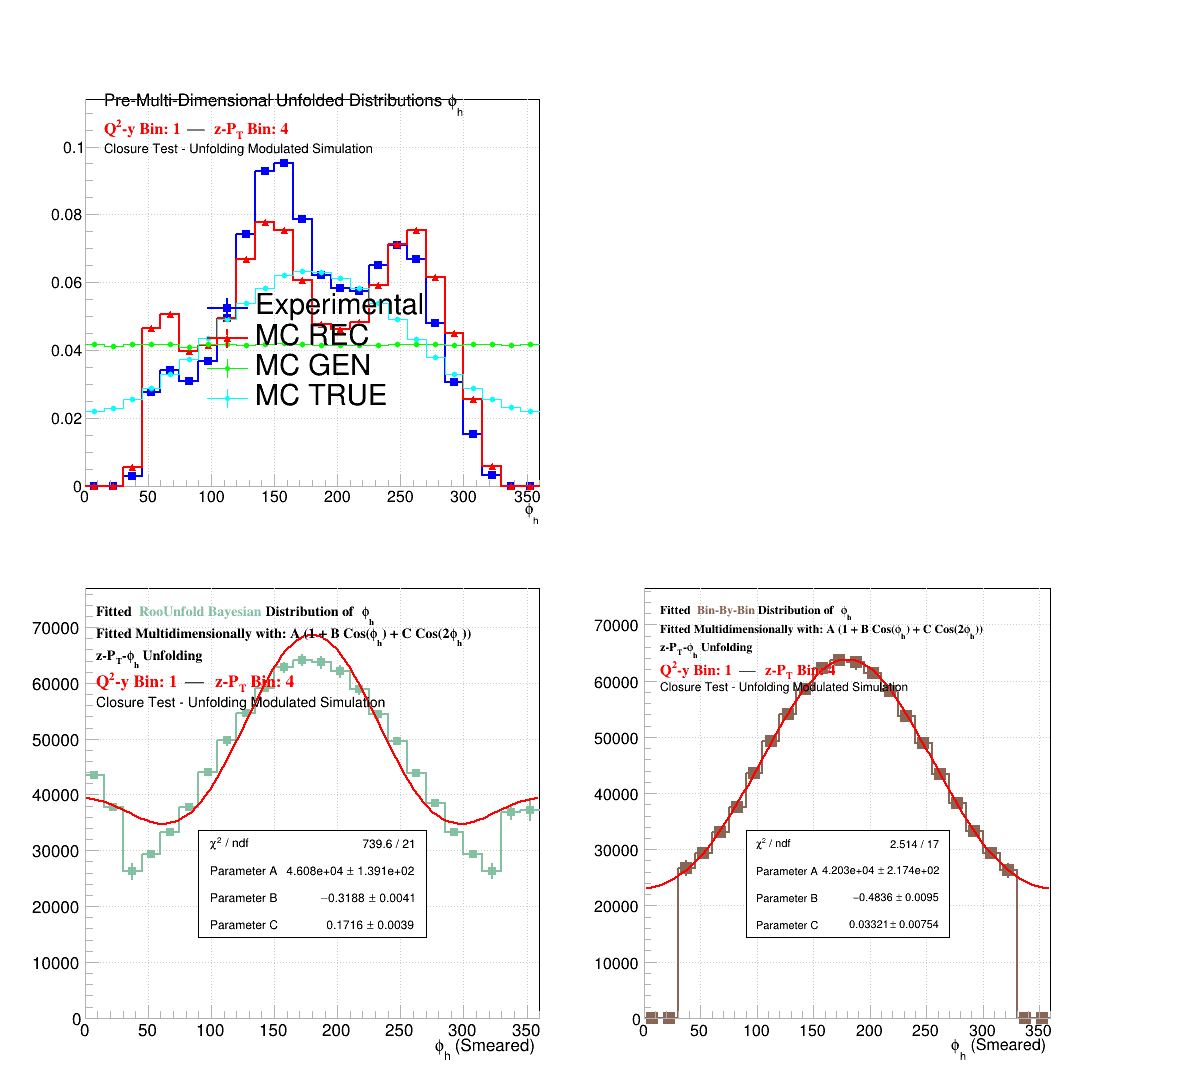 Pre-Multi-Dimensional Unfolded Distributions ϕh
Q2-y Bin: 1 — z-PT Bin: 4
Closure Test - Unfolding Modulated Simulation
0.1
0.08
0.06
0.04
0.02
0
Experimental
MC REC
MC GEN
MC TRUE
0 50 100 150 200 250 300 350
ϕh
Fitted RooUnfold Bayesian Distribution of ϕh
Fitted Multidimensionally with: A (1 + B Cos(ϕh) + C Cos(2ϕh))
z-PT-ϕh Unfolding
Q2-y Bin: 1 — z-PT Bin: 4
Closure Test - Unfolding Modulated Simulation
70000
60000
50000
40000
30000
20000
10000
0
χ2 / ndf 739.6 / 21
Parameter A 4.608e+04 ± 1.391e+02
Parameter B −0.3188 ± 0.0041
Parameter C 0.1716 ± 0.0039
0 50 100 150 200 250 300 350
ϕh (Smeared)
Fitted Bin-By-Bin Distribution of ϕh
Fitted Multidimensionally with: A (1 + B Cos(ϕh) + C Cos(2ϕh))
z-PT-ϕh Unfolding
Q2-y Bin: 1 — z-PT Bin: 4
Closure Test - Unfolding Modulated Simulation
70000
60000
50000
40000
30000
20000
10000
0
χ2 / ndf 2.514 / 17
Parameter A 4.203e+04 ± 2.174e+02
Parameter B −0.4836 ± 0.0095
Parameter C 0.03321 ± 0.00754
0 50 100 150 200 250 300 350
ϕh (Smeared)